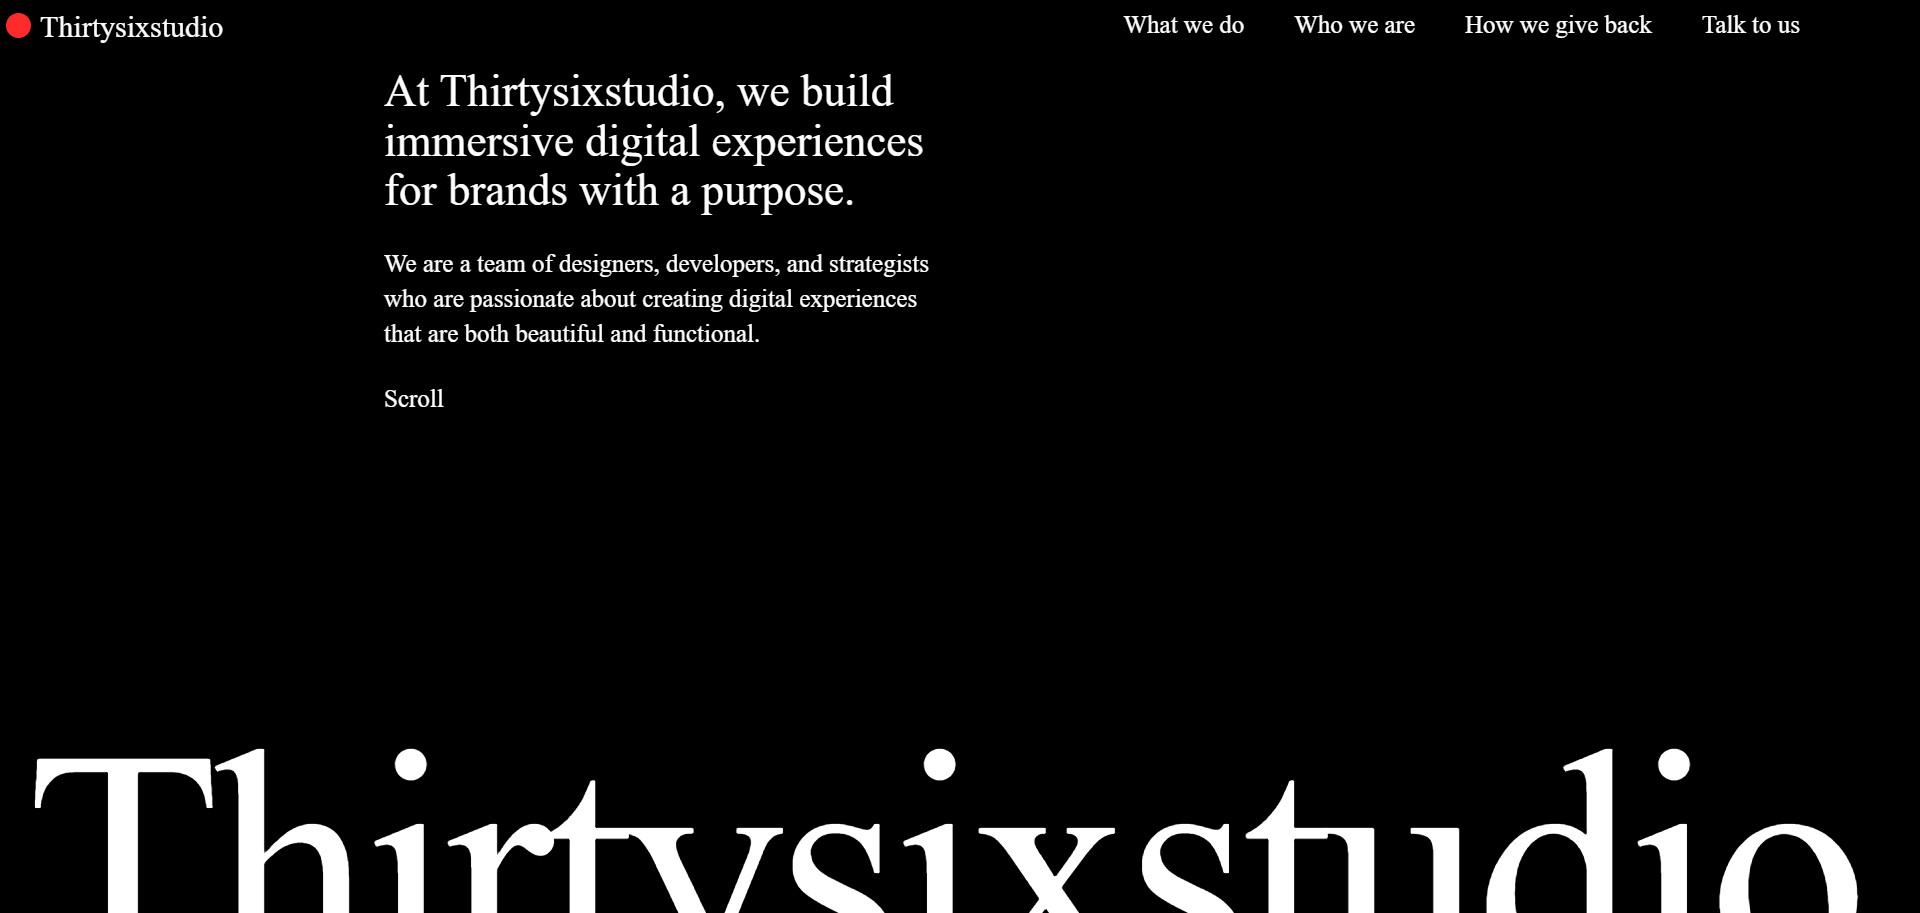 Thirtysixstudio
What we do
Who we are
How we give back
Talk to us
At Thirtysixstudio, we build
immersive digital experiences
for brands with a purpose.
We are a team of designers, developers, and strategists
who are passionate about creating digital experiences
that are both beautiful and functional.
Scroll
Thirtysixstudio